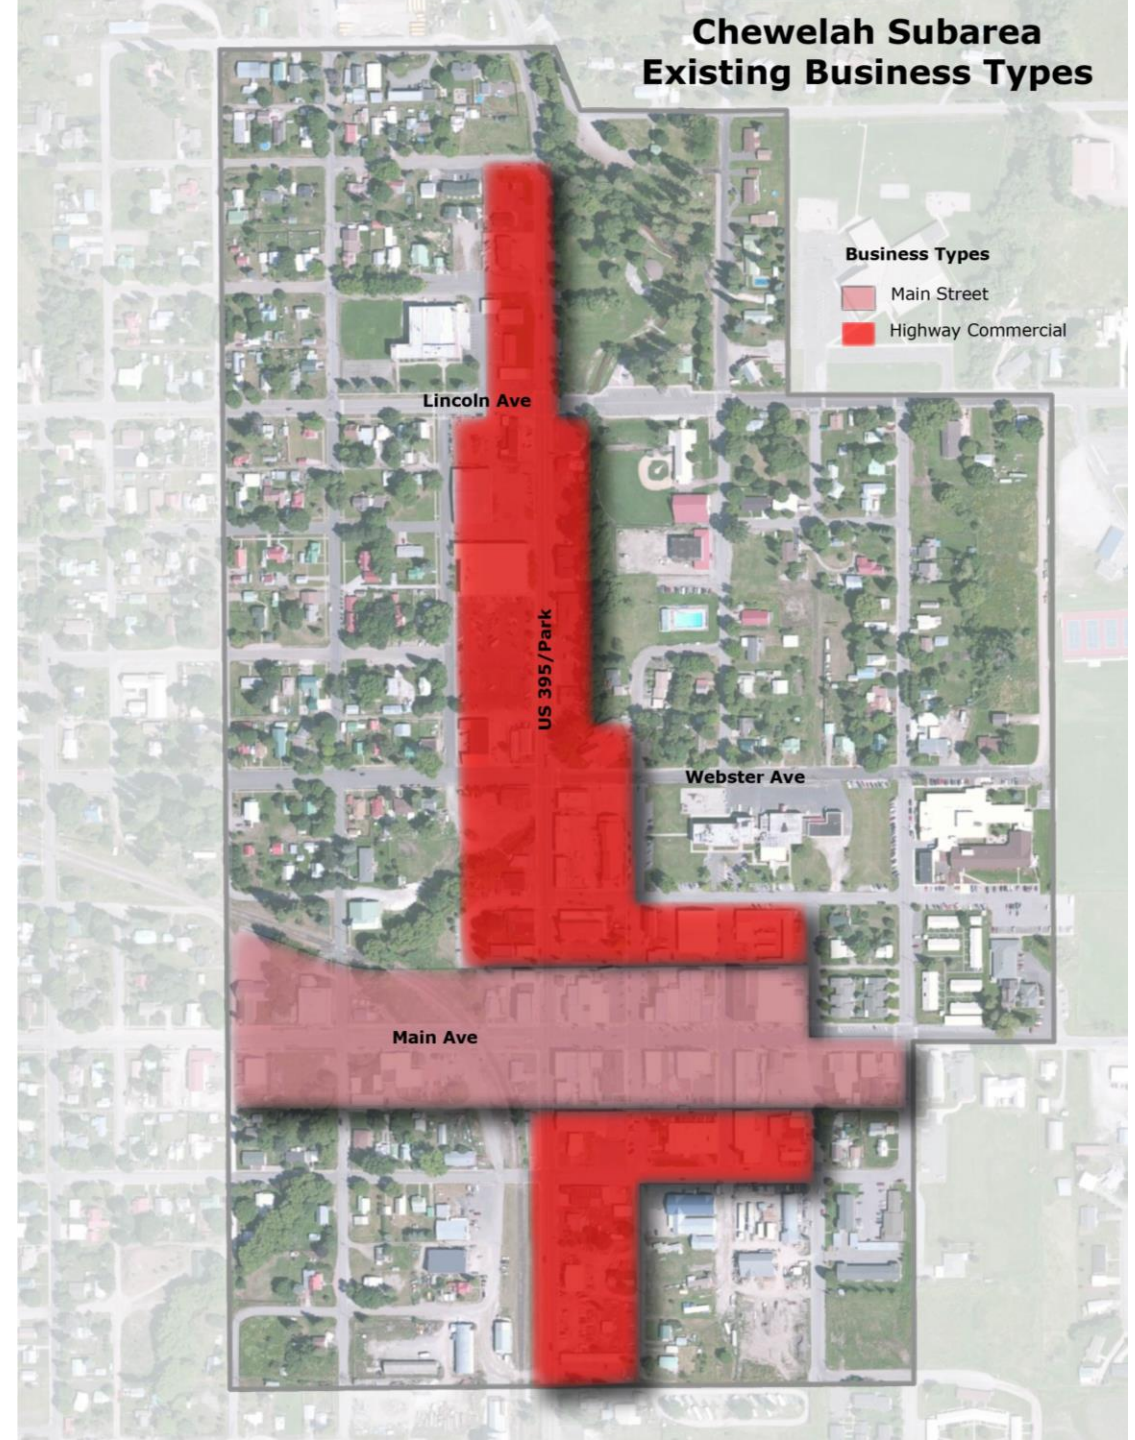 Chewelah Subarea
Existing Business Types
Business Types
Main Street
Highway Commercial
Lincoln Ave
US 395/Park
Webster Ave
Main Ave